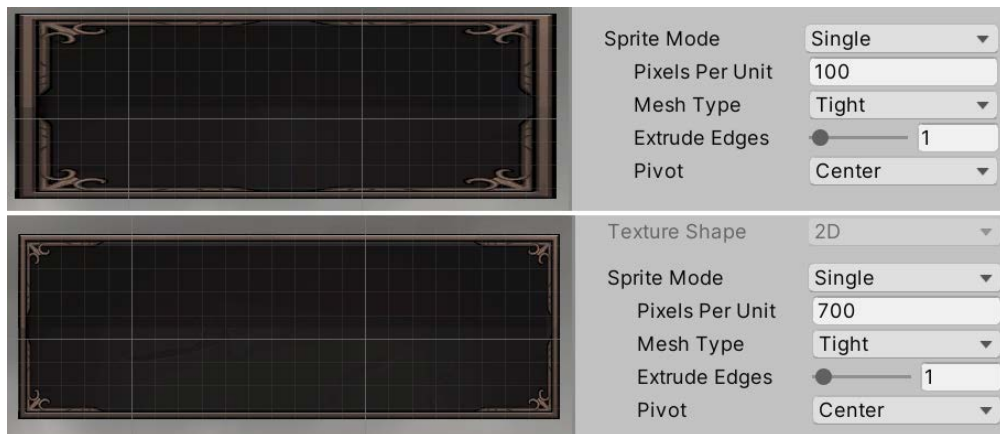 Sprite Mode Single
Pixels Per Unit 100
Mesh Type Tight
Extrude Edges 1
Pivot Center
Texture Shape 2D
Sprite Mode Single
Pixels Per Unit 700
Mesh Type Tight
Extrude Edges 1
Pivot Center